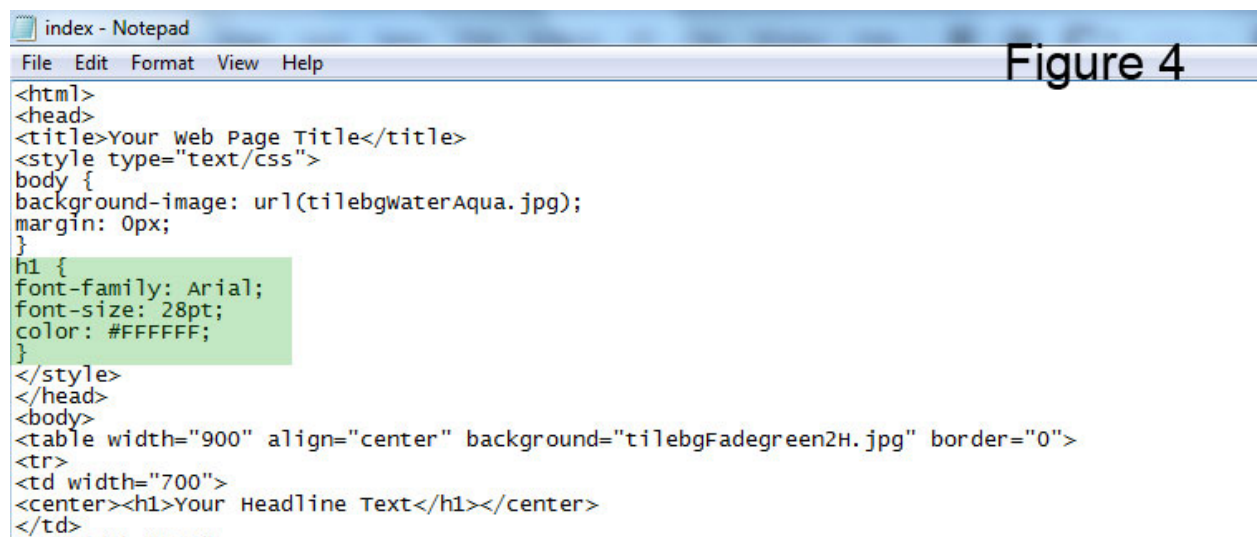 index - Notepad
File Edit Format View Help
Figure 4
<html>
<head>
<title>Your Web Page Title</title>
<style type="text/css">
body {
background-image: url(tilebgWaterAqua.jpg);
margin: 0px;
}
h1 {
font-family: Arial;
font-size: 28pt;
color: #FFFFFF;
}
</style>
</head>
<body>
<table width="900" align="center" background="tilebgFadegreen2H.jpg" border="0">
<tr>
<td width="700">
<center><h1>Your Headline Text</h1></center>
</td>